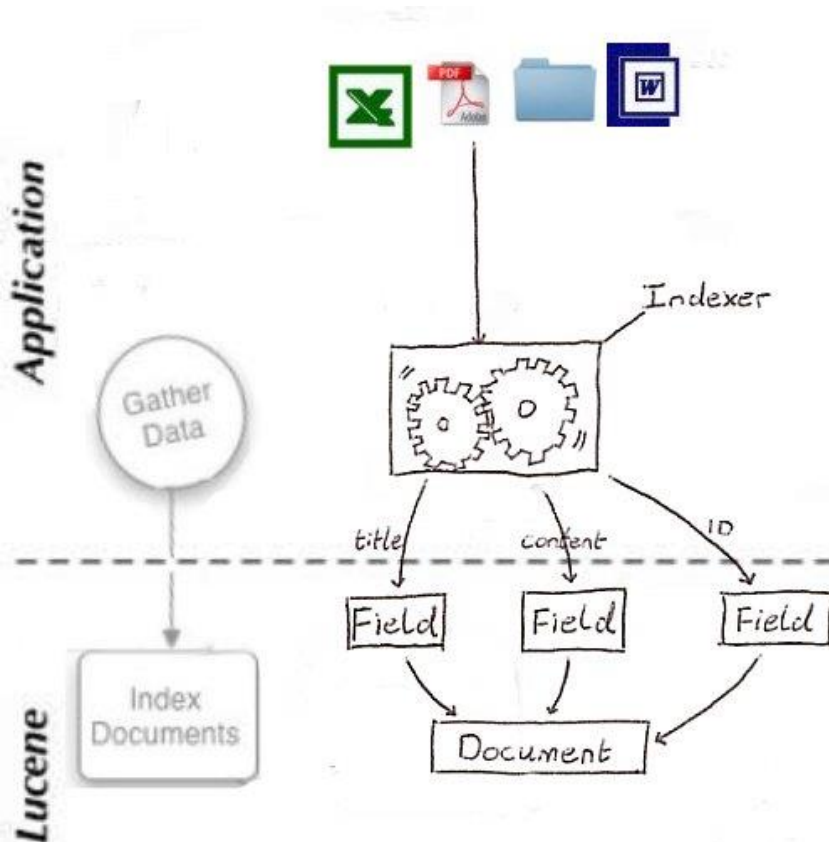 PDF
Adobe
W
Application
Indexer
Gather
Data
title
content
ID
Field
Field
Field
Index
Documents
Document
Lucene